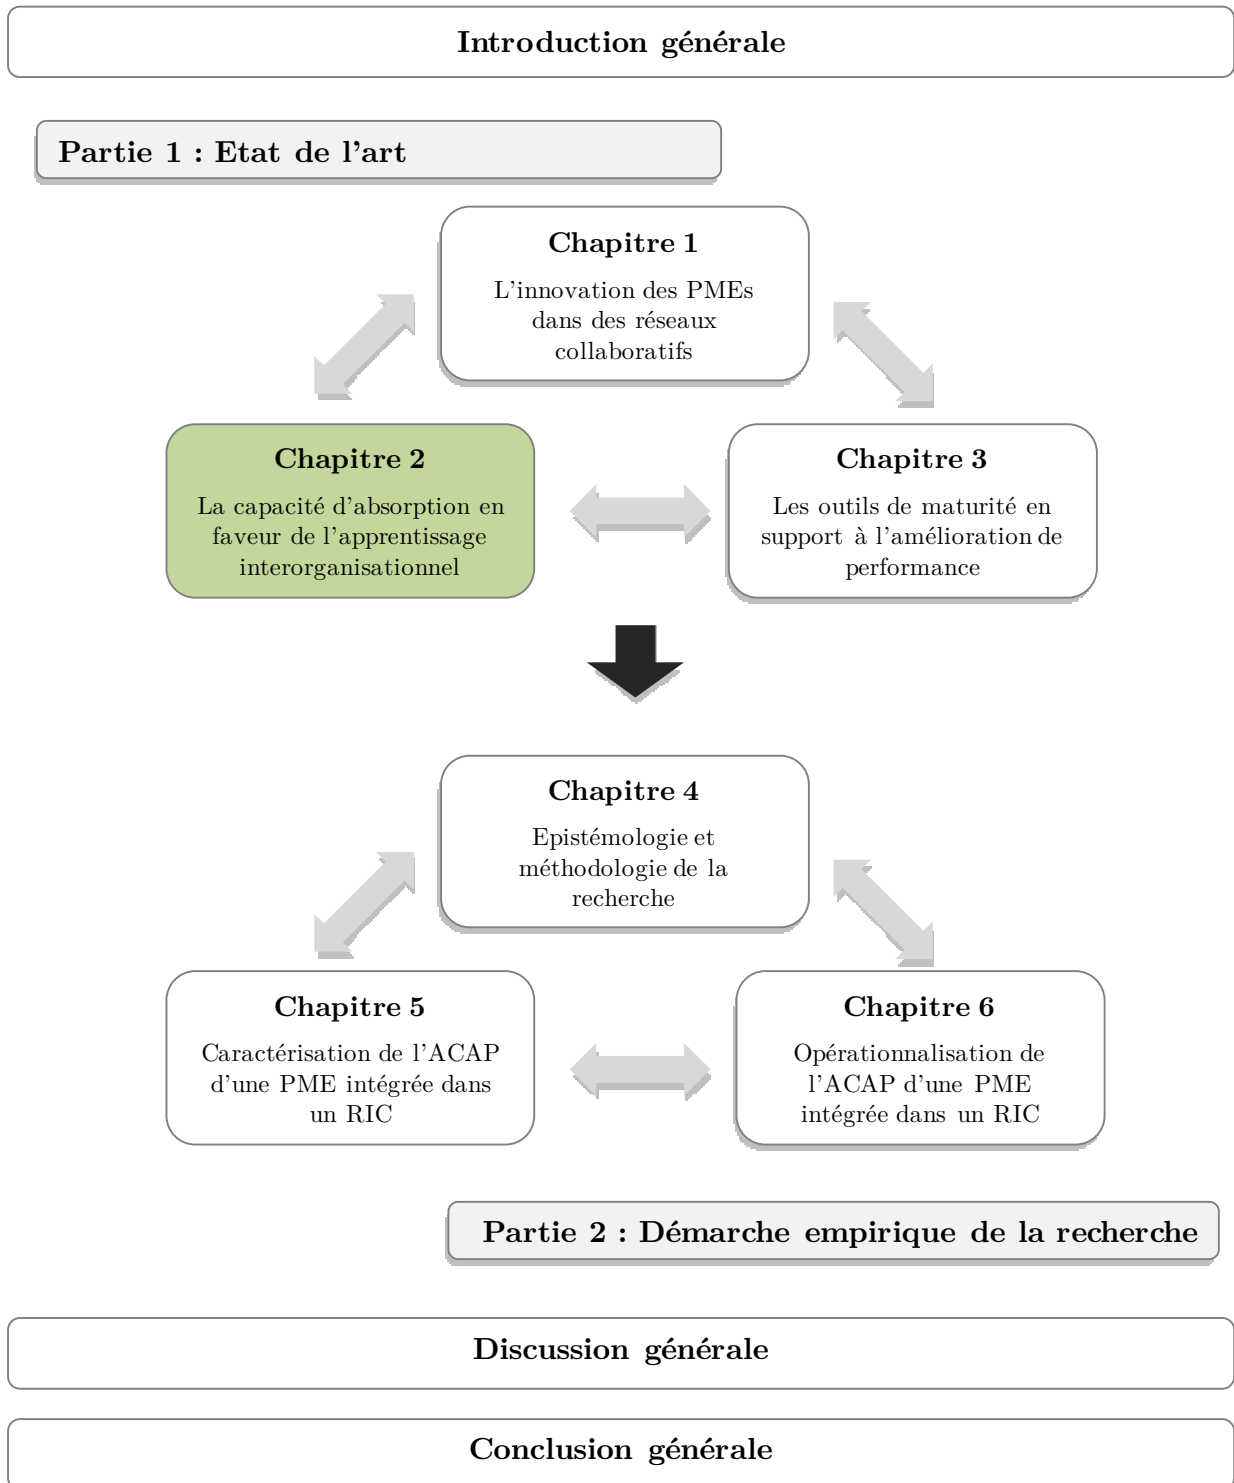 Introduction générale
Partie 1 : Etat de l'art
Chapitre 1
L'innovation des PMEs
dans des réseaux
collaboratifs
Chapitre 2
La capacité d'absorption en
faveur de l'apprentissage
interorganisationnel
Chapitre 3
Les outils de maturité en
support à l'amélioration de
performance
Chapitre 4
Epistémologie et
méthodologie de la
recherche
Chapitre 5
Caractérisation de l'ACAP
d'une PME intégrée dans
un RIC
Chapitre 6
Opérationnalisation de
l'ACAP d'une PME
intégrée dans un RIC
Partie 2 : Démarche empirique de la recherche
Discussion générale
Conclusion générale